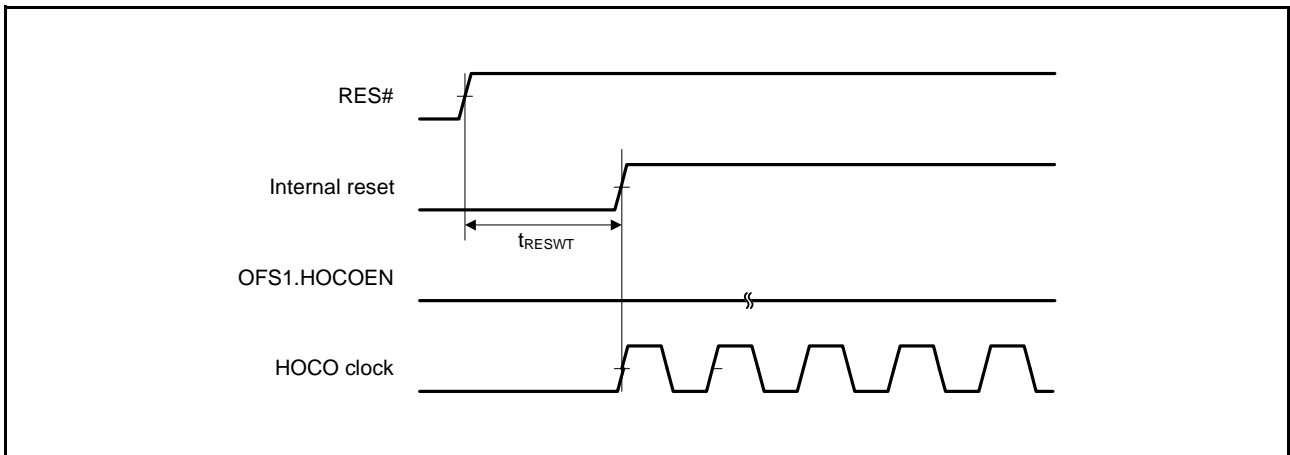 RES#
Internal reset
tRESWT
OFS1.HOCOEN
HOCO clock